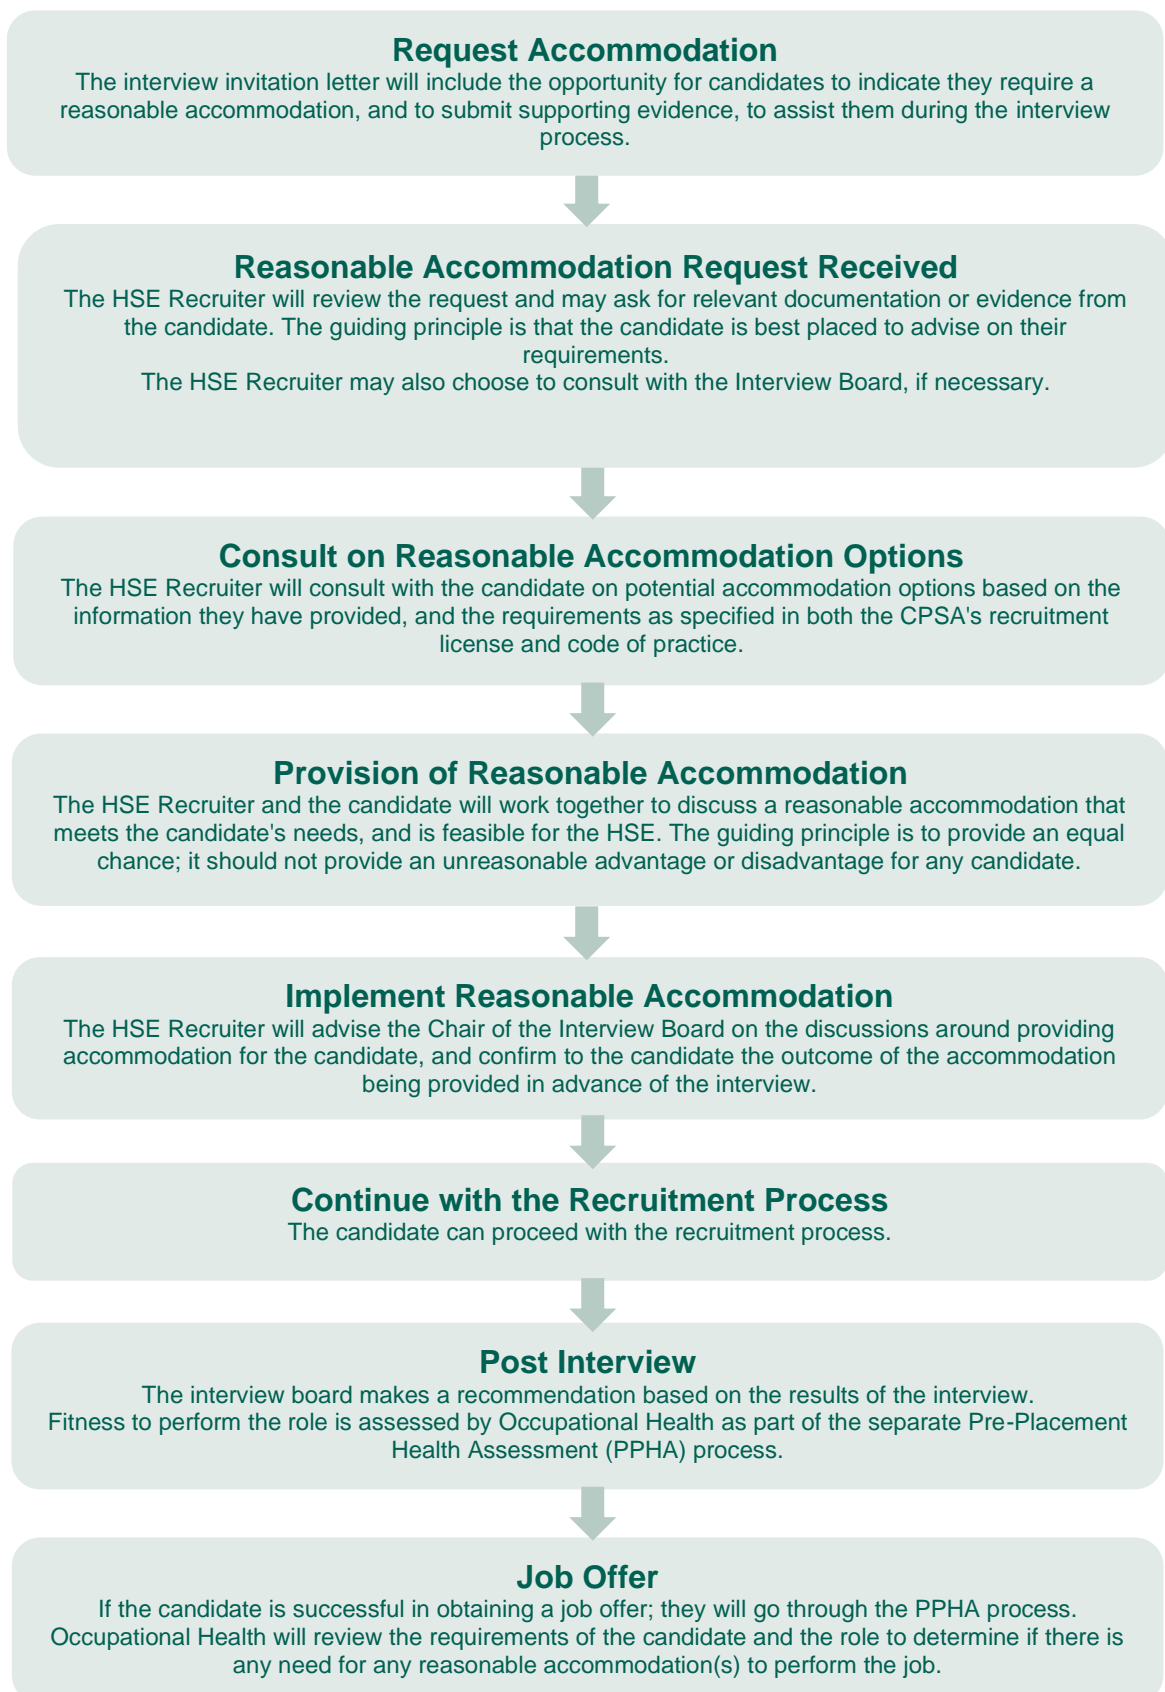 Request Accommodation
The interview invitation letter will include the opportunity for candidates to indicate they require a
reasonable accommodation, and to submit supporting evidence, to assist them during the interview
process.
Reasonable Accommodation Request Received
The HSE Recruiter will review the request and may ask for relevant documentation or evidence from
the candidate. The guiding principle is that the candidate is best placed to advise on their
requirements.
The HSE Recruiter may also choose to consult with the Interview Board, if necessary.
Consult on Reasonable Accommodation Options
The HSE Recruiter will consult with the candidate on potential accommodation options based on the
information they have provided, and the requirements as specified in both the CPSA's recruitment
license and code of practice.
Provision of Reasonable Accommodation
The HSE Recruiter and the candidate will work together to discuss a reasonable accommodation that
meets the candidate's needs, and is feasible for the HSE. The guiding principle is to provide an equal
chance; it should not provide an unreasonable advantage or disadvantage for any candidate.
Implement Reasonable Accommodation
The HSE Recruiter will advise the Chair of the Interview Board on the discussions around providing
accommodation for the candidate, and confirm to the candidate the outcome of the accommodation
being provided in advance of the interview.
Continue with the Recruitment Process
The candidate can proceed with the recruitment process.
Post Interview
The interview board makes a recommendation based on the results of the interview.
Fitness to perform the role is assessed by Occupational Health as part of the separate Pre-Placement
Health Assessment (PPHA) process.
Job Offer
If the candidate is successful in obtaining a job offer; they will go through the PPHA process.
Occupational Health will review the requirements of the candidate and the role to determine if there is
any need for any reasonable accommodation(s) to perform the job.